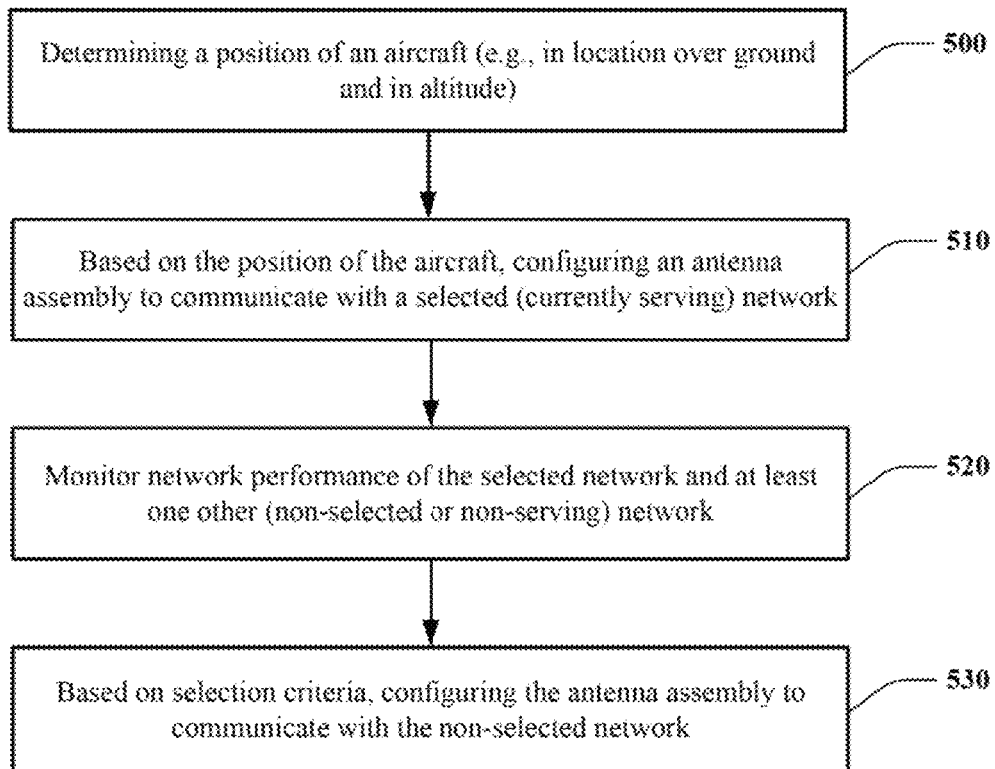 Determining a position of an aircraft (e.g., in location over ground
and in altitude)
500
Based on the position of the aircraft, configuring an antenna
assembly to communicate with a selected (currently serving) network
510
Monitor network performance of the selected network and at least
one other (non-selected or non-serving) network
520
Based on selection criteria, configuring the antenna assembly to
communicate with the non-selected network
530